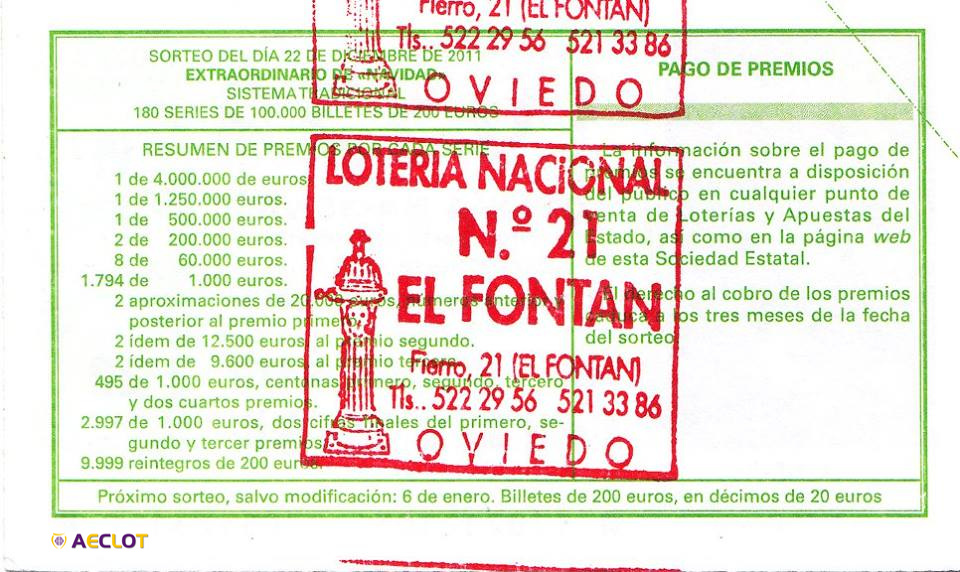 Fierro, 21 (EL FONTAN)
Tls.. 522 29 56 521 33 86
OVIEDO
SORTEO DEL DÍA 22 DE DICIEMBRE DE 2011
EXTRAORDINARIO DE «NAVIDAD»
SISTEMA TRADICIONAL
180 SERIES DE 100.000 BILLETES DE 200 EUROS
RESUMEN DE PREMIOS POR CADA SERIE
1 de 4.000.000 de euros
1 de 1.250.000 euros.
1 de 500.000 euros.
2 de 200.000 euros.
8 de 60.000 euros.
1.794 de 1.000 euros.
2 aproximaciones de 20.000 euros, números anterior y
posterior al premio primero.
2 ídem de 12.500 euros, al premio segundo.
2 ídem de 9.600 euros, al premio tercero.
495 de 1.000 euros, centenas primero, segundo, tercero
y dos cuartos premios.
2.997 de 1.000 euros, dos cifras finales del primero, se-
gundo y tercer premios.
9.999 reintegros de 200 euros.
PAGO DE PREMIOS
La información sobre el pago de
premios se encuentra a disposición
del público en cualquier punto de
venta de Loterías y Apuestas del
Estado, así como en la página web
de esta Sociedad Estatal.
El derecho al cobro de los premios
caduca a los tres meses de la fecha
del sorteo.
LOTERIA NACIONAL
N.º 21
EL FONTAN
Fierro, 21 (EL FONTAN)
Tls.. 522 29 56 521 33 86
OVIEDO
Próximo sorteo, salvo modificación: 6 de enero. Billetes de 200 euros, en décimos de 20 euros
AECLOT